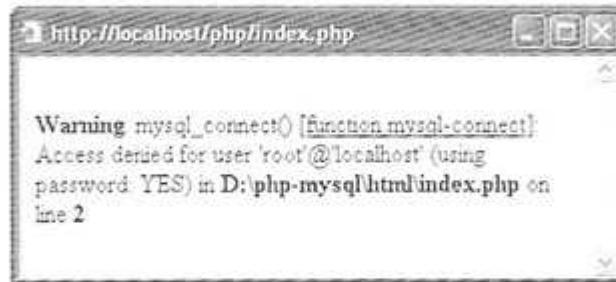 http://localhost/php/index.php
Warning: mysql_connect() [function.mysql-connect]:
Access denied for user 'root'@'localhost' (using
password: YES) in D:\php-mysql\html\index.php on
line 2